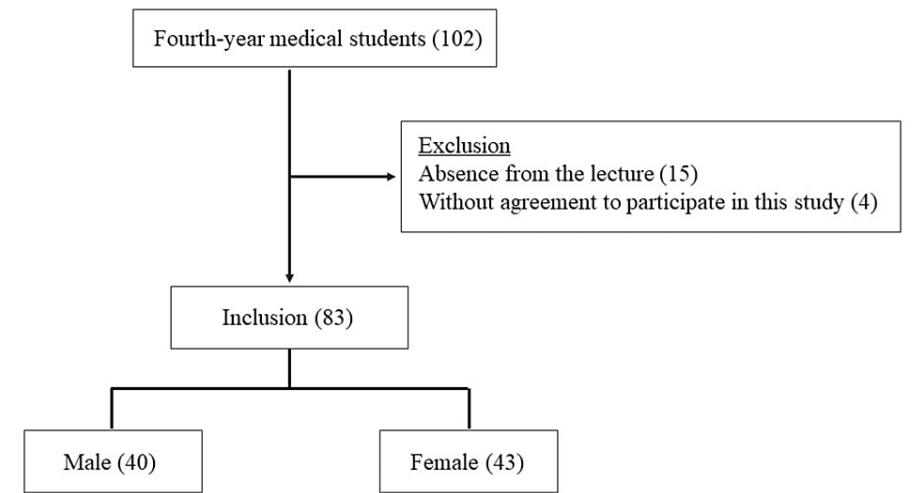 Fourth-year medical students (102)
Exclusion
Absence from the lecture (15)
Without agreement to participate in this study (4)
Inclusion (83)
Male (40)
Female (43)